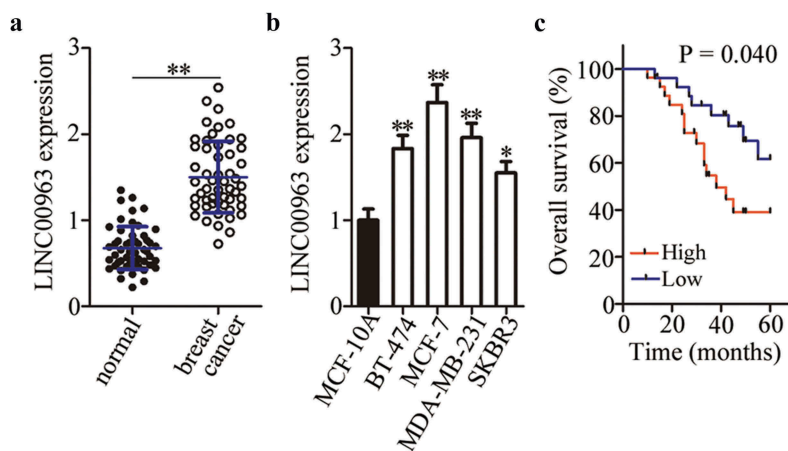 a
LINC00963 expression
3
2
1
0
**
normal
breast
cancer
b
LINC00963 expression
3
2
1
0
**
**
**
*
MCF-10A
BT-474
MCF-7
MDA-MB-231
SKBR3
c
P = 0.040
Overall survival (%)
100
80
60
40
20
0
High
Low
0 20 40 60
Time (months)